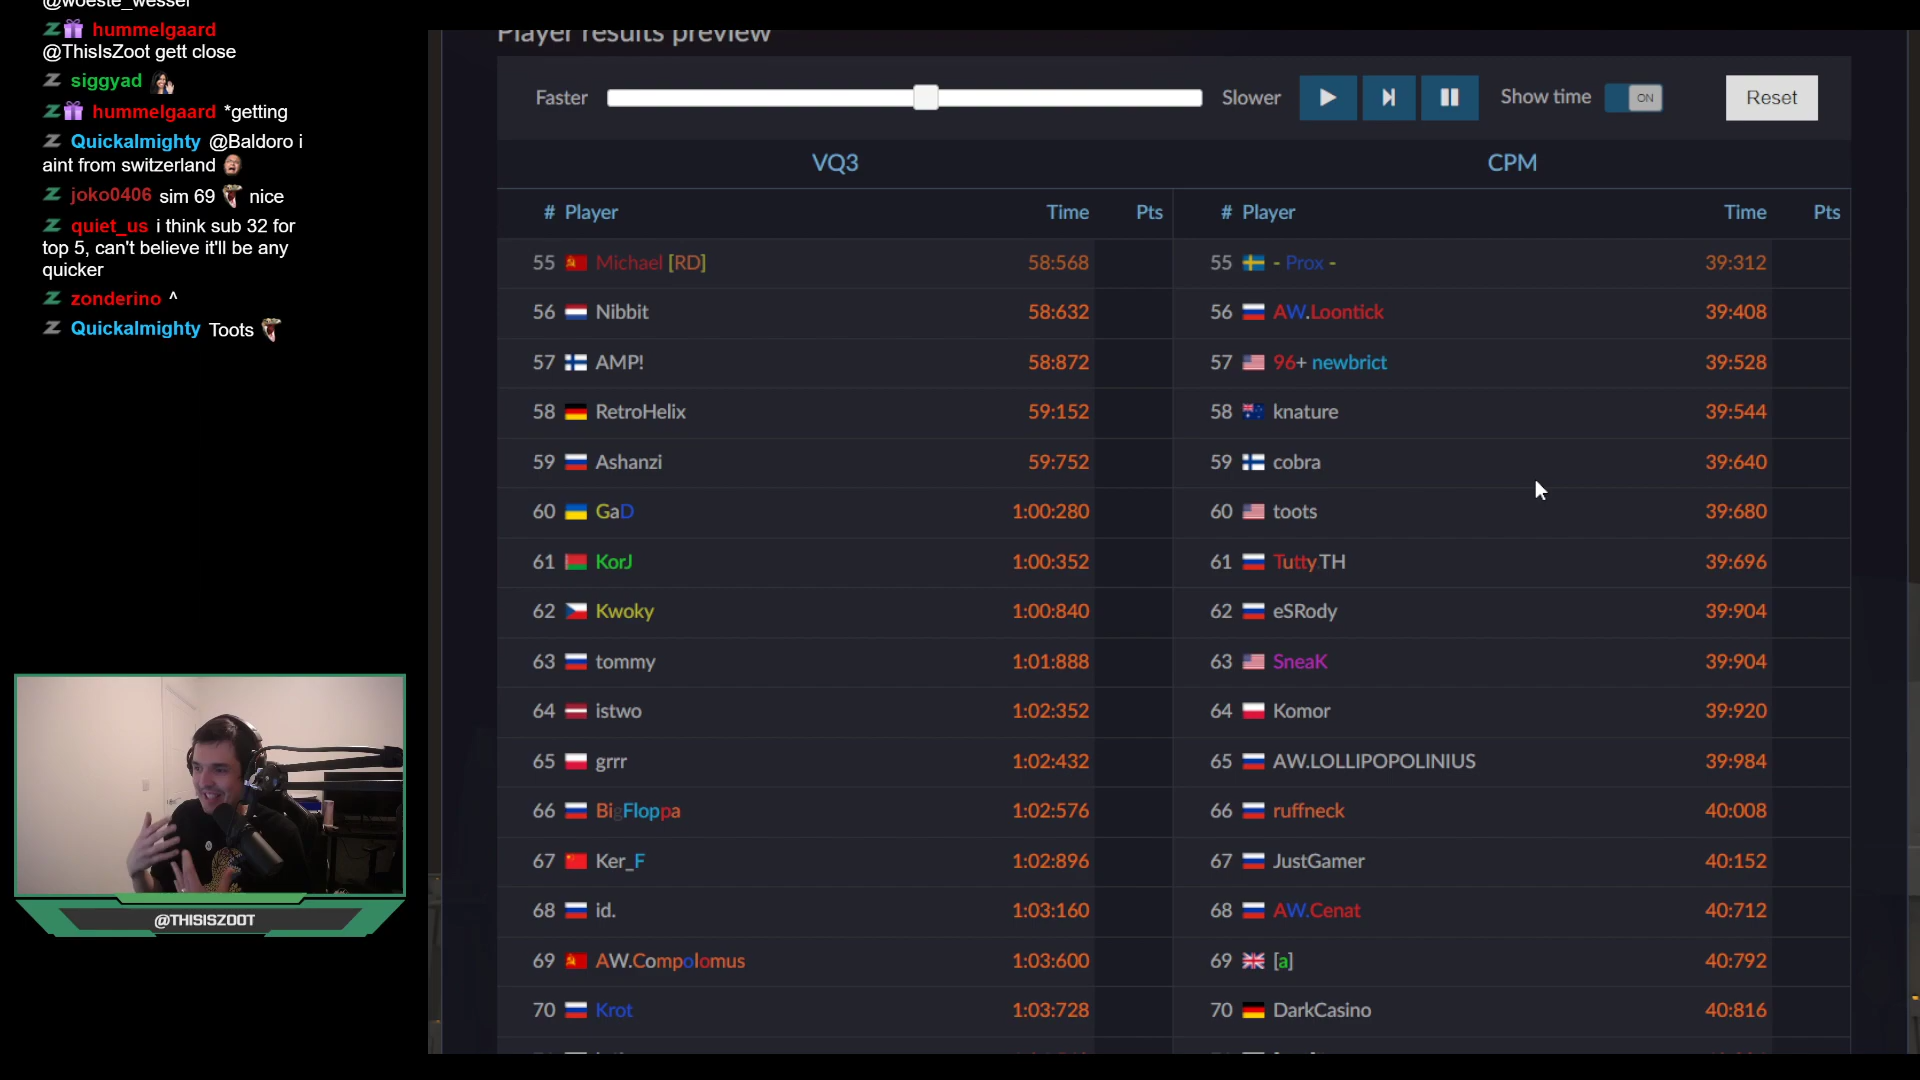 @woeste_wessel
hummelgaard
@ThisIsZoot gett close
siggyad
hummelgaard *getting
Quickalmighty @Baldoro i
aint from switzerland
joko0406 sim 69 nice
quiet_us i think sub 32 for
top 5, can't believe it'll be any
quicker
zonderino ^
Quickalmighty Toots
@THISISZOOT
Player results preview
Faster Slower Show time ON Reset
VQ3 CPM
# Player Time Pts # Player Time Pts
55 Michael [RD] 58:568 55 - Prox - 39:312
56 Nibbit 58:632 56 AW.Loontick 39:408
57 AMP! 58:872 57 96+ newbrict 39:528
58 RetroHelix 59:152 58 knature 39:544
59 Ashanzi 59:752 59 cobra 39:640
60 GaD 1:00:280 60 toots 39:680
61 KorJ 1:00:352 61 Tutty.TH 39:696
62 Kwoky 1:00:840 62 eSRody 39:904
63 tommy 1:01:888 63 SneaK 39:904
64 istwo 1:02:352 64 Komor 39:920
65 grrr 1:02:432 65 AW.LOLLIPOPOLINIUS 39:984
66 BigFloppa 1:02:576 66 ruffneck 40:008
67 Ker_F 1:02:896 67 JustGamer 40:152
68 id. 1:03:160 68 AW.Cenat 40:712
69 AW.Compolomus 1:03:600 69 [a] 40:792
70 Krot 1:03:728 70 DarkCasino 40:816